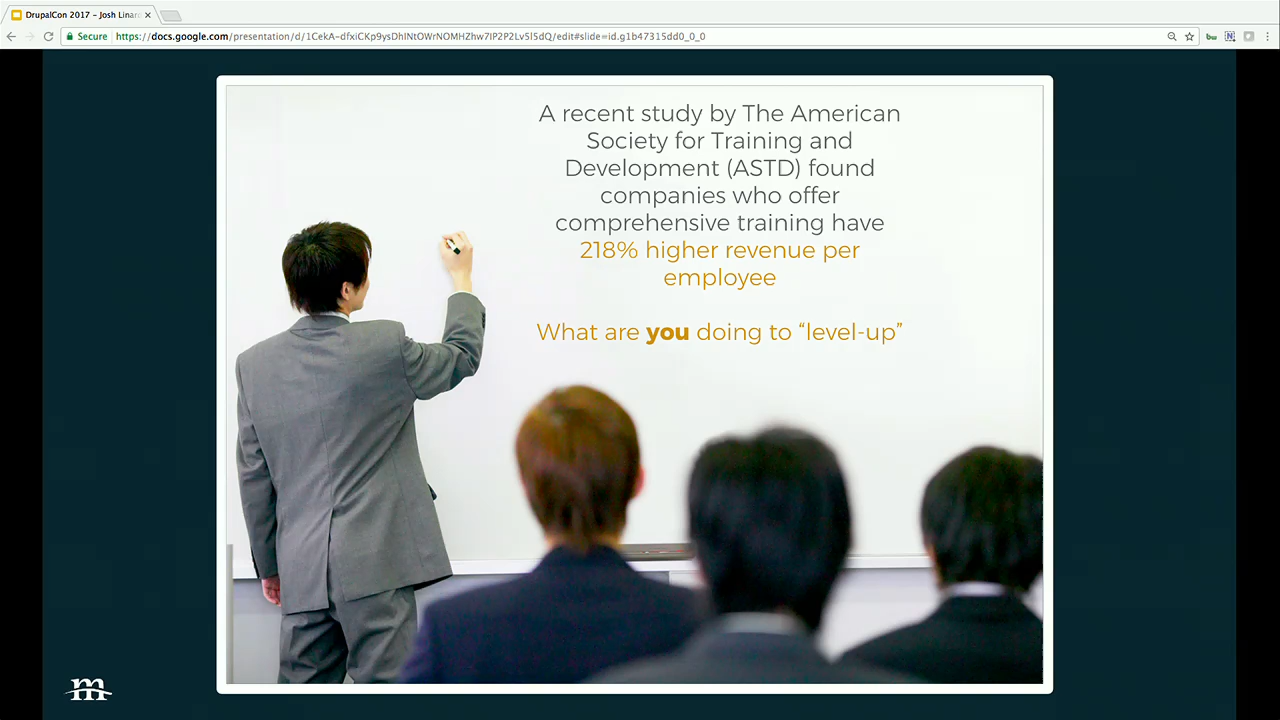 DrupalCon 2017 - Josh Linard
Secure
https://docs.google.com/presentation/d/1CekA-dfxiCKp9ysDhINtOWrNOMHZhw7IP2P2Lv5I5dQ/edit#slide=id.g1b47315dd0_0_0
A recent study by The American
Society for Training and
Development (ASTD) found
companies who offer
comprehensive training have
218% higher revenue per
employee
What are you doing to “level-up”
m